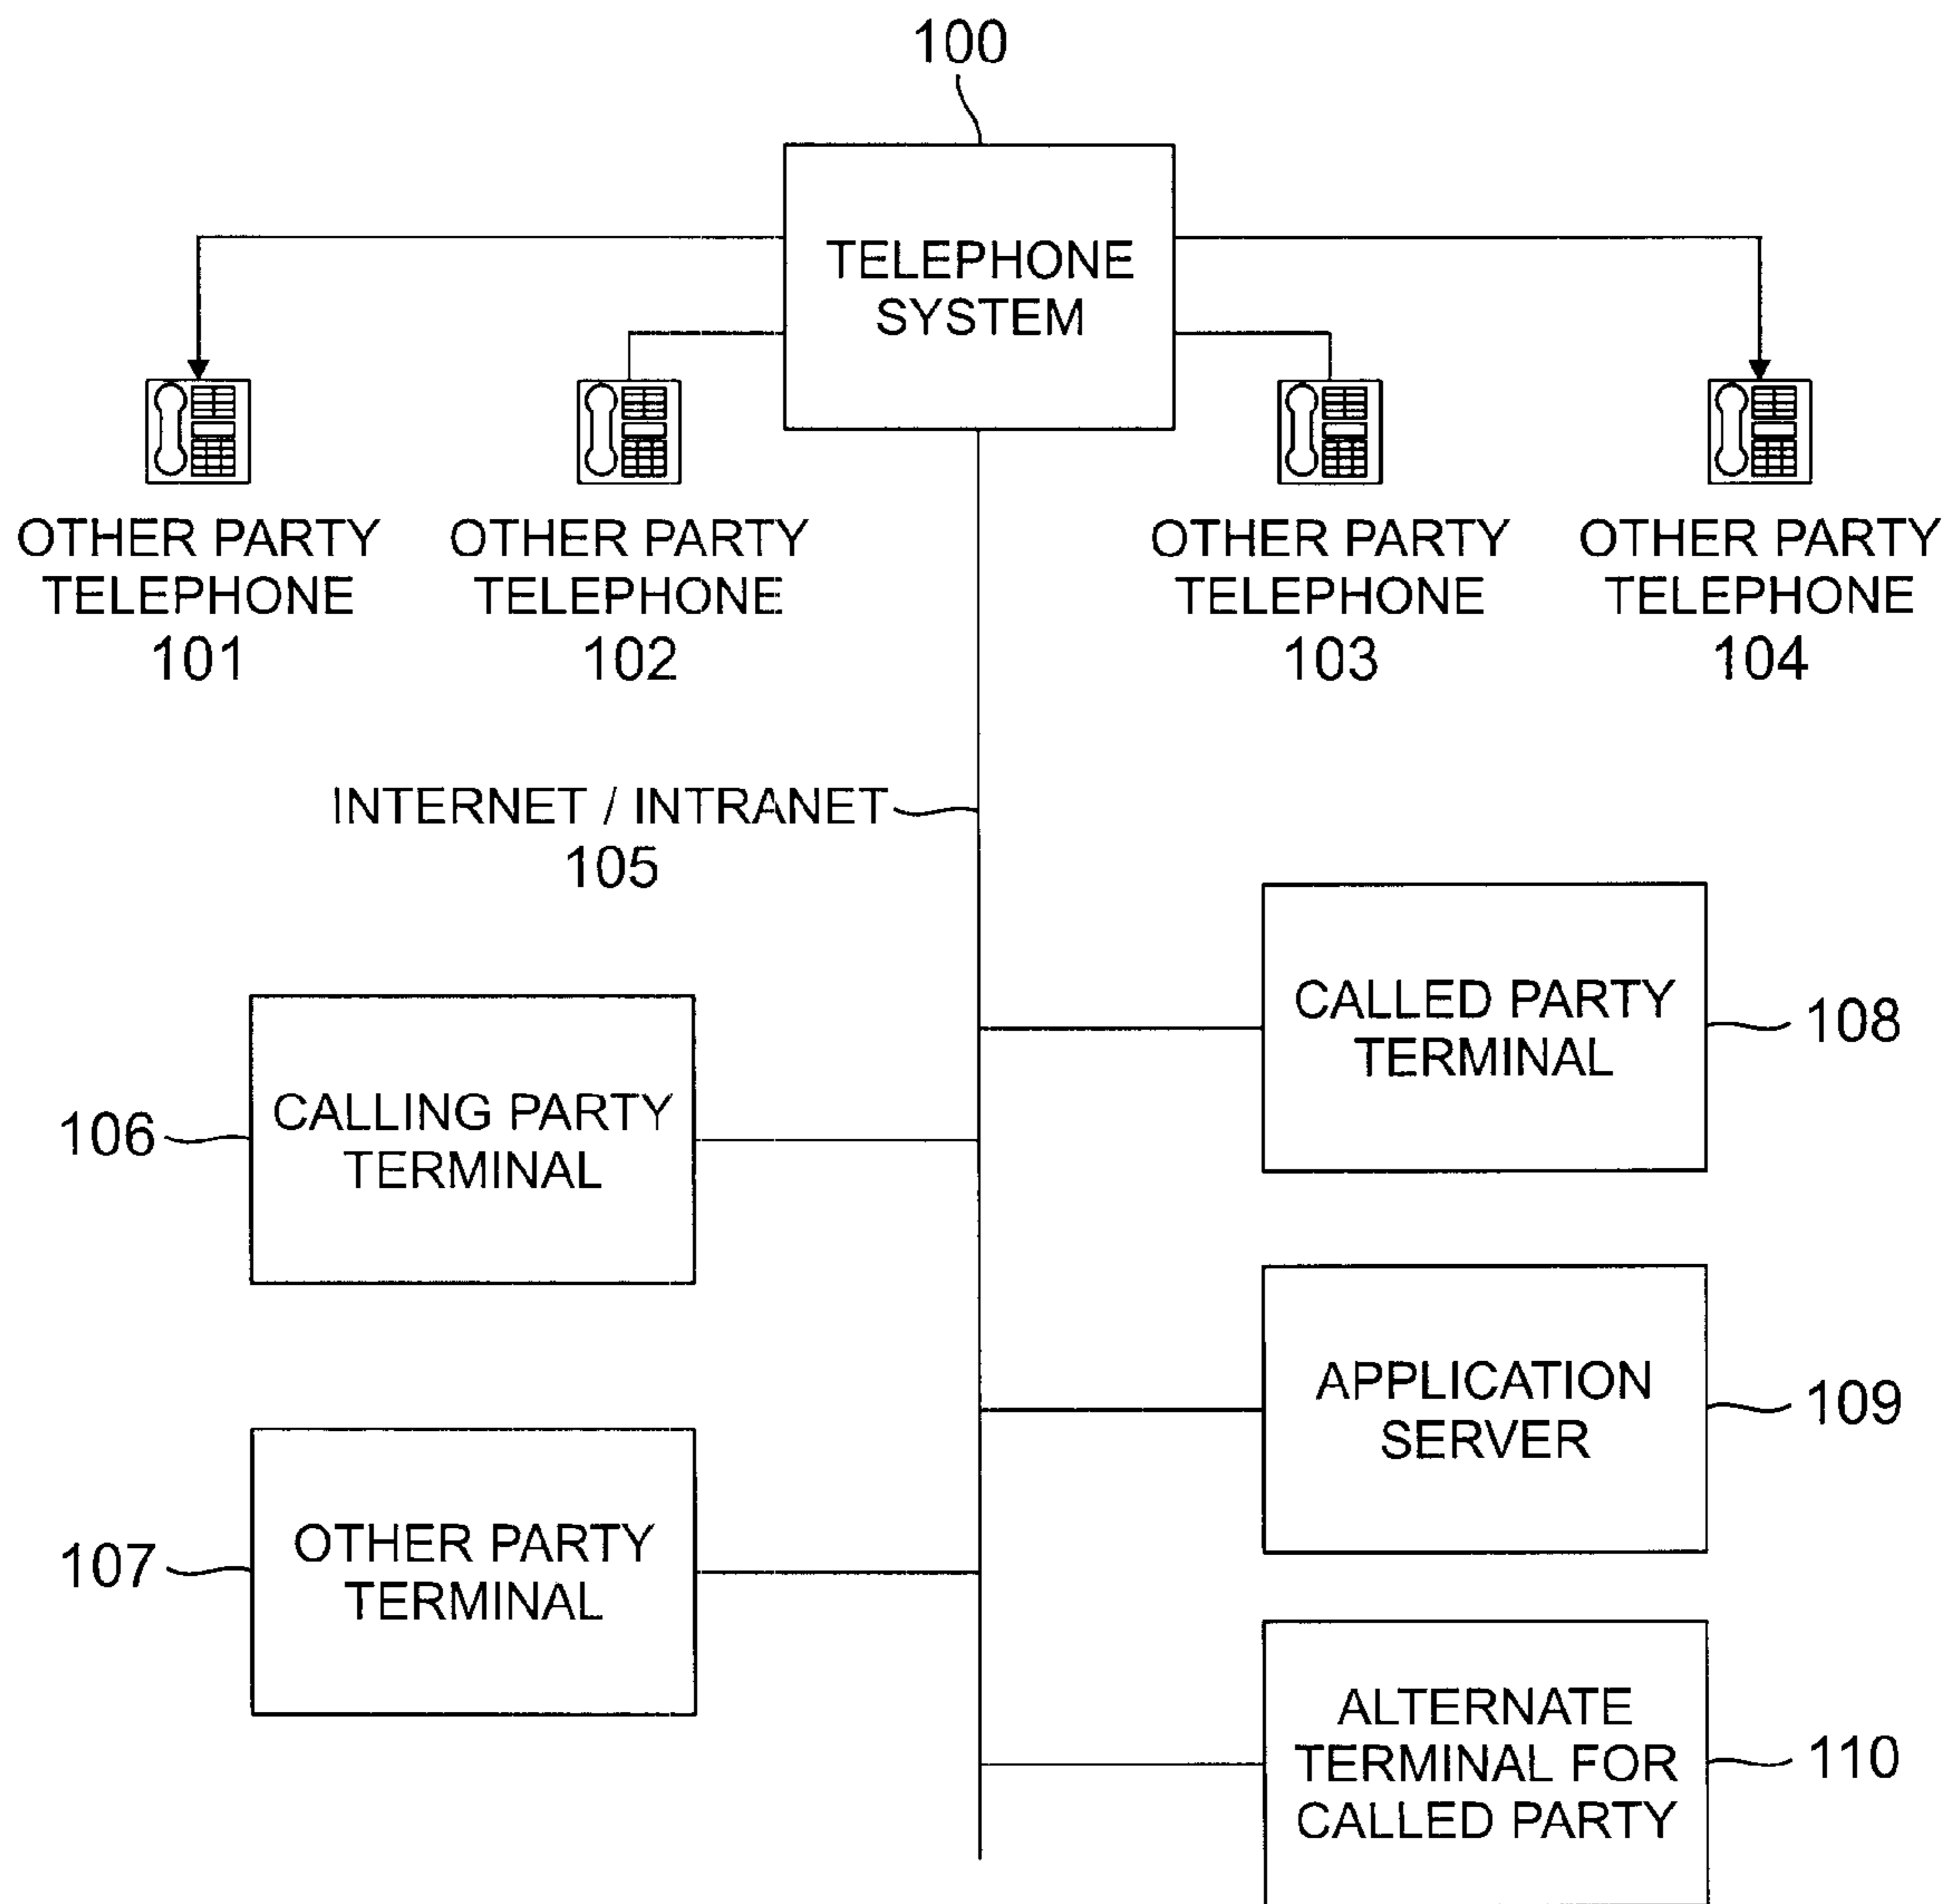 100
TELEPHONE
SYSTEM
OTHER PARTY
TELEPHONE
101
OTHER PARTY
TELEPHONE
102
OTHER PARTY
TELEPHONE
103
OTHER PARTY
TELEPHONE
104
INTERNET / INTRANET
105
CALLED PARTY
TERMINAL
108
106
CALLING PARTY
TERMINAL
APPLICATION
SERVER
109
107
OTHER PARTY
TERMINAL
ALTERNATE
TERMINAL FOR
CALLED PARTY
110